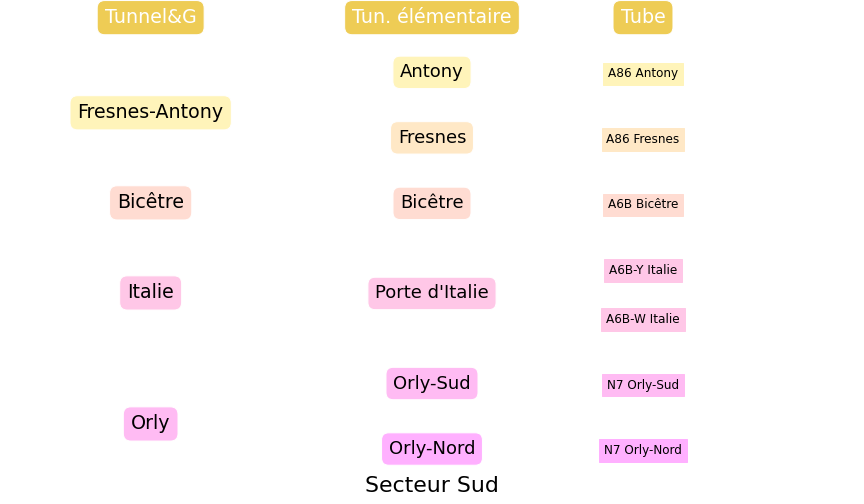 Tunnel&G Tun. élémentaire Tube
Antony A86 Antony
Fresnes-Antony
Fresnes A86 Fresnes
Bicêtre Bicêtre A6B Bicêtre
A6B-Y Italie
Italie Porte d'Italie
A6B-W Italie
Orly-Sud N7 Orly-Sud
Orly
Orly-Nord N7 Orly-Nord
Secteur Sud